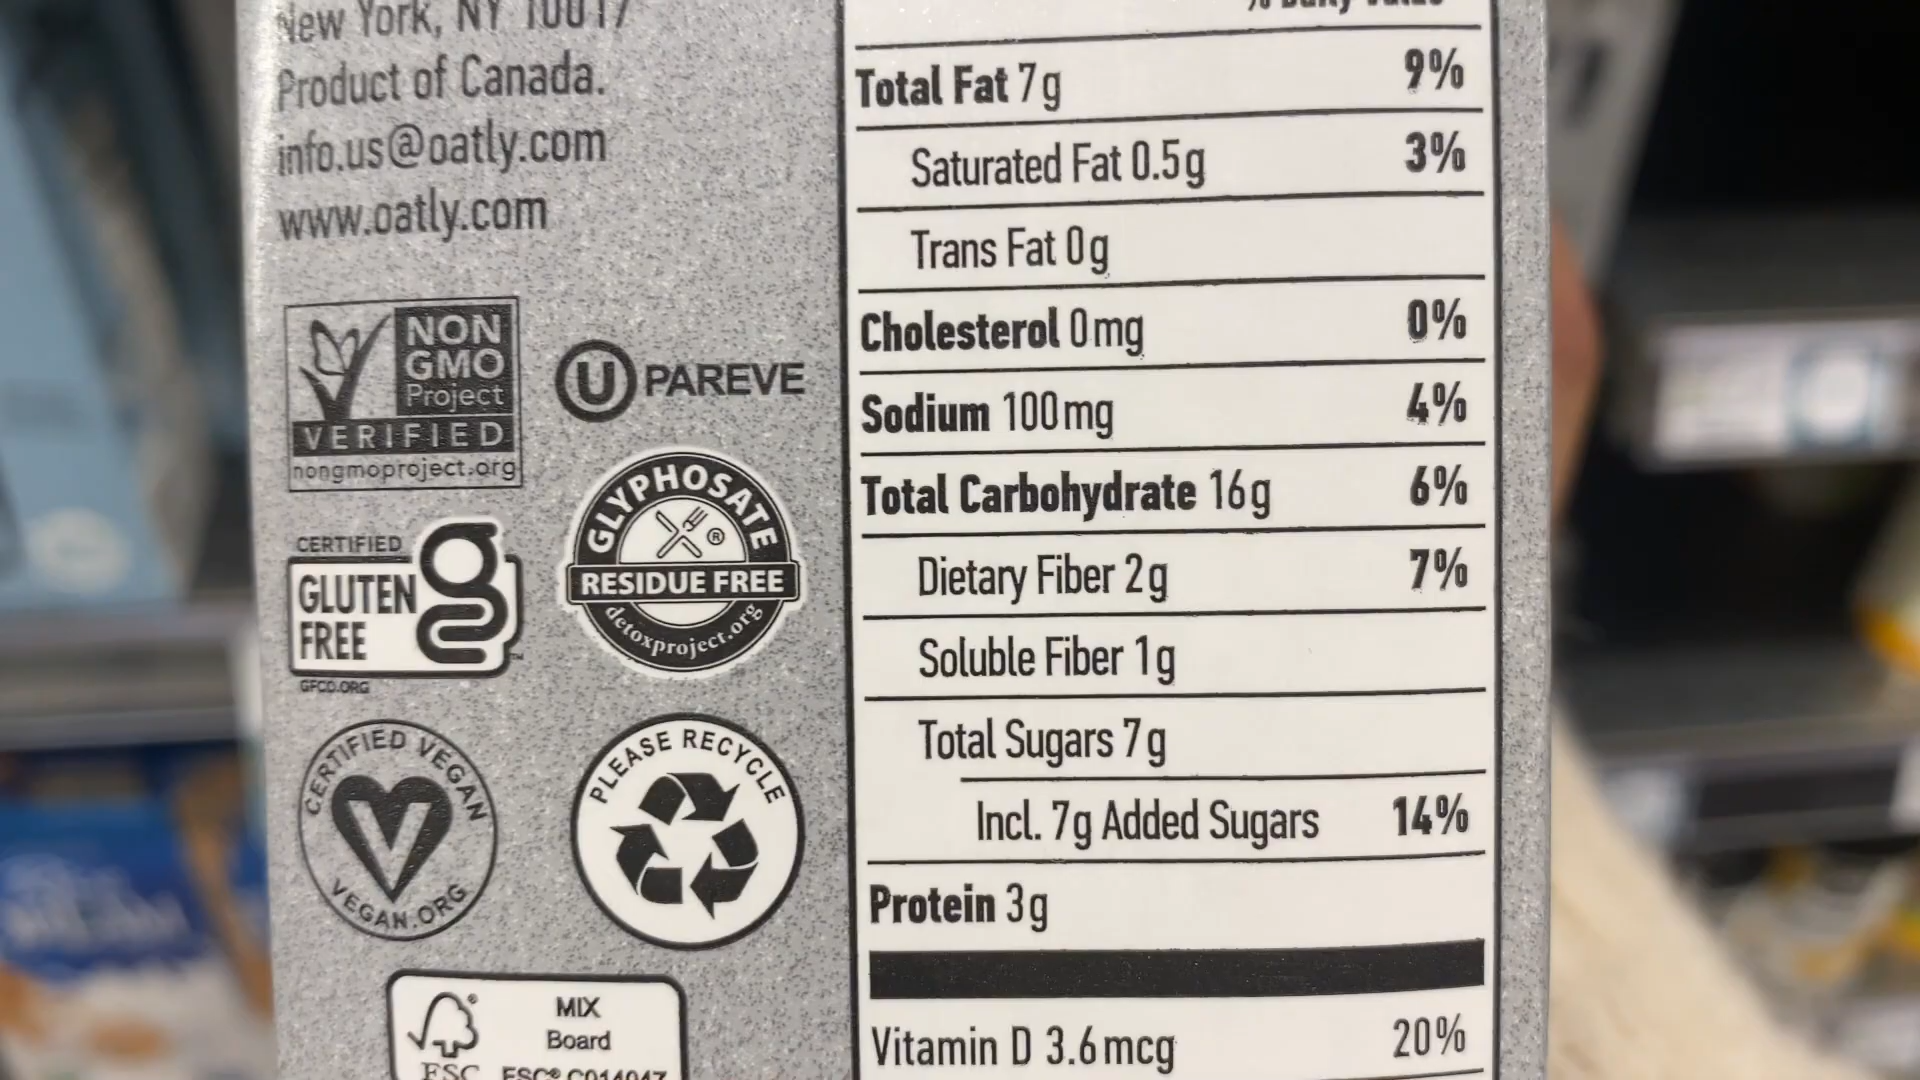 New York, NY 10017
Product of Canada.
info.us@oatly.com
www.oatly.com
NON
GMO
Project
VERIFIED
nongmoproject.org
U PAREVE
CERTIFIED
GLUTEN
FREE
GFCO.ORG
GLYPHOSATE
RESIDUE FREE
detoxproject.org
CERTIFIED VEGAN
VEGAN.ORG
PLEASE RECYCLE
MIX
Board
FSC
FSC® C014047
% Daily Value*
Total Fat 7g 9%
Saturated Fat 0.5g 3%
Trans Fat 0g
Cholesterol 0mg 0%
Sodium 100mg 4%
Total Carbohydrate 16g 6%
Dietary Fiber 2g 7%
Soluble Fiber 1g
Total Sugars 7g
Incl. 7g Added Sugars 14%
Protein 3g
Vitamin D 3.6mcg 20%